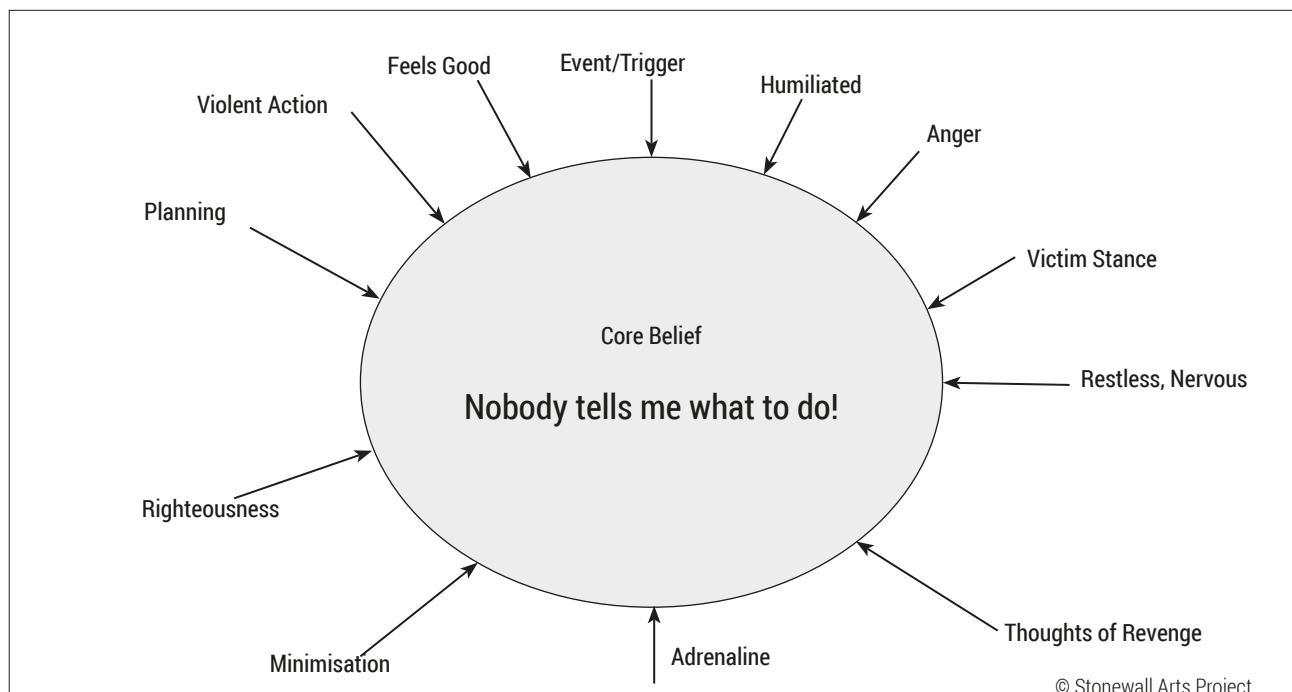 Feels Good
Event/Trigger
Humiliated
Violent Action
Anger
Planning
Victim Stance
Core Belief
Restless, Nervous
Nobody tells me what to do!
Righteousness
Thoughts of Revenge
Minimisation
Adrenaline
© Stonewall Arts Project